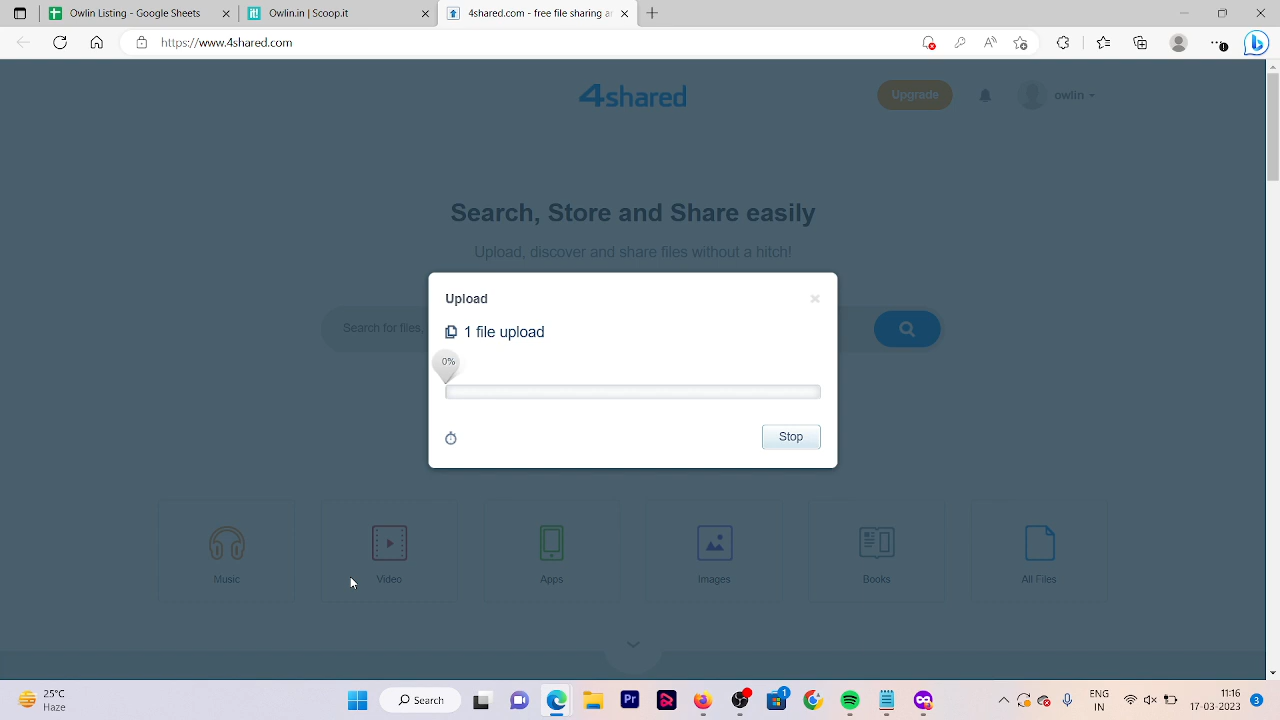 Owlin Listing - Google Sheets
Owlin.in | Scoop.it
4shared.com - free file sharing a
https://www.4shared.com
4shared
Upgrade
owlin
Search, Store and Share easily
Upload, discover and share files without a hitch!
Search for files,
Upload
1 file upload
0%
Stop
Music
Video
Apps
Images
Books
All Files
25°C
Haze
Search
Pr
1
ENG
IN
11:16
17-03-2023
3